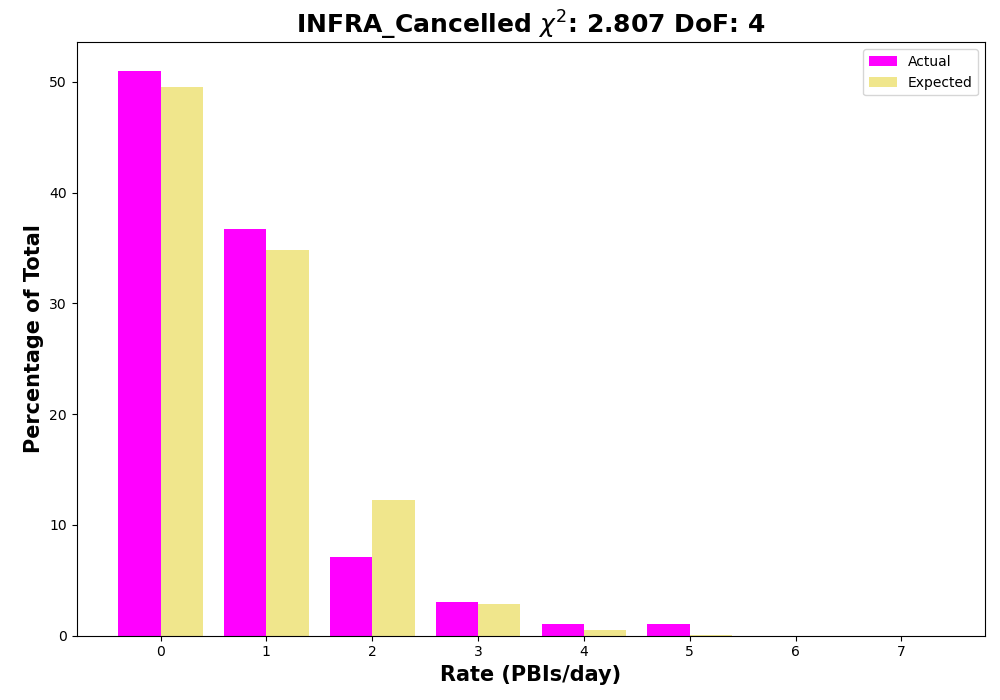 INFRA_Cancelled χ²: 2.807 DoF: 4
Actual
Expected
Percentage of Total
50
40
30
20
10
0
0 1 2 3 4 5 6 7
Rate (PBIs/day)